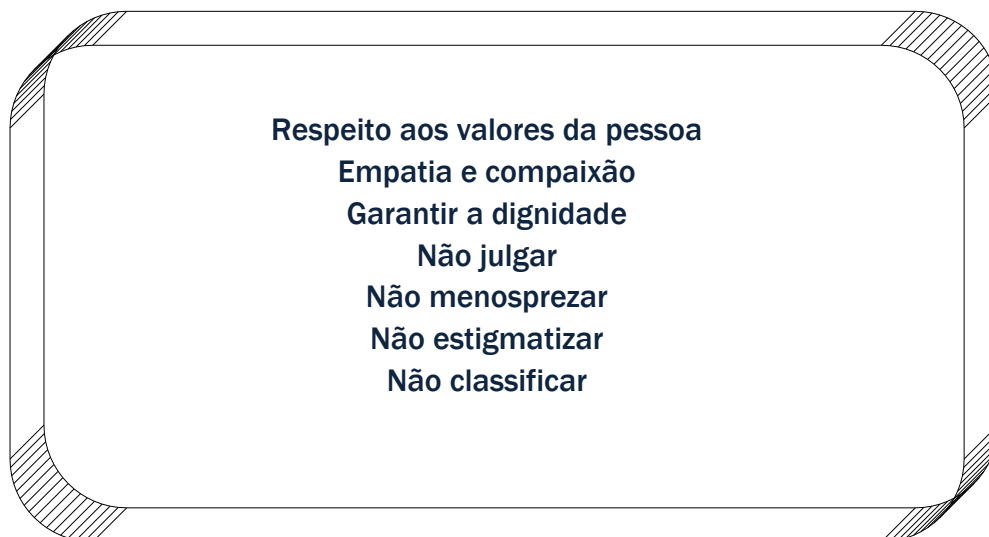 Respeito aos valores da pessoa
Empatia e compaixão
Garantir a dignidade
Não julgar
Não menosprezar
Não estigmatizar
Não classificar